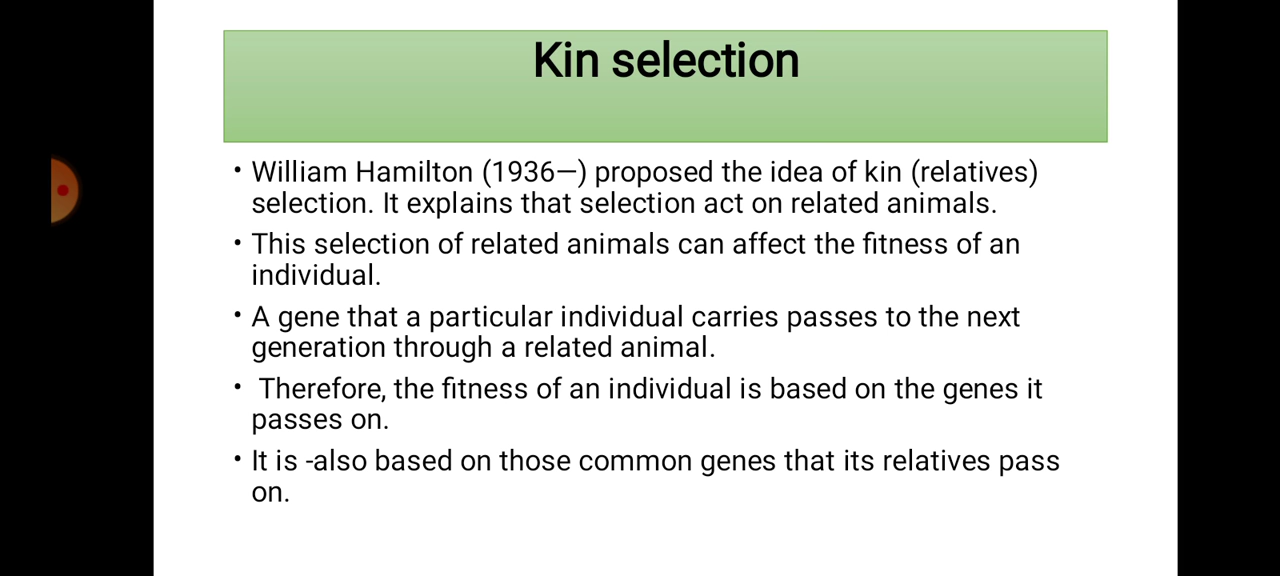 Kin selection
• William Hamilton (1936—) proposed the idea of kin (relatives)
selection. It explains that selection act on related animals.
• This selection of related animals can affect the fitness of an
individual.
• A gene that a particular individual carries passes to the next
generation through a related animal.
• Therefore, the fitness of an individual is based on the genes it
passes on.
• It is -also based on those common genes that its relatives pass
on.